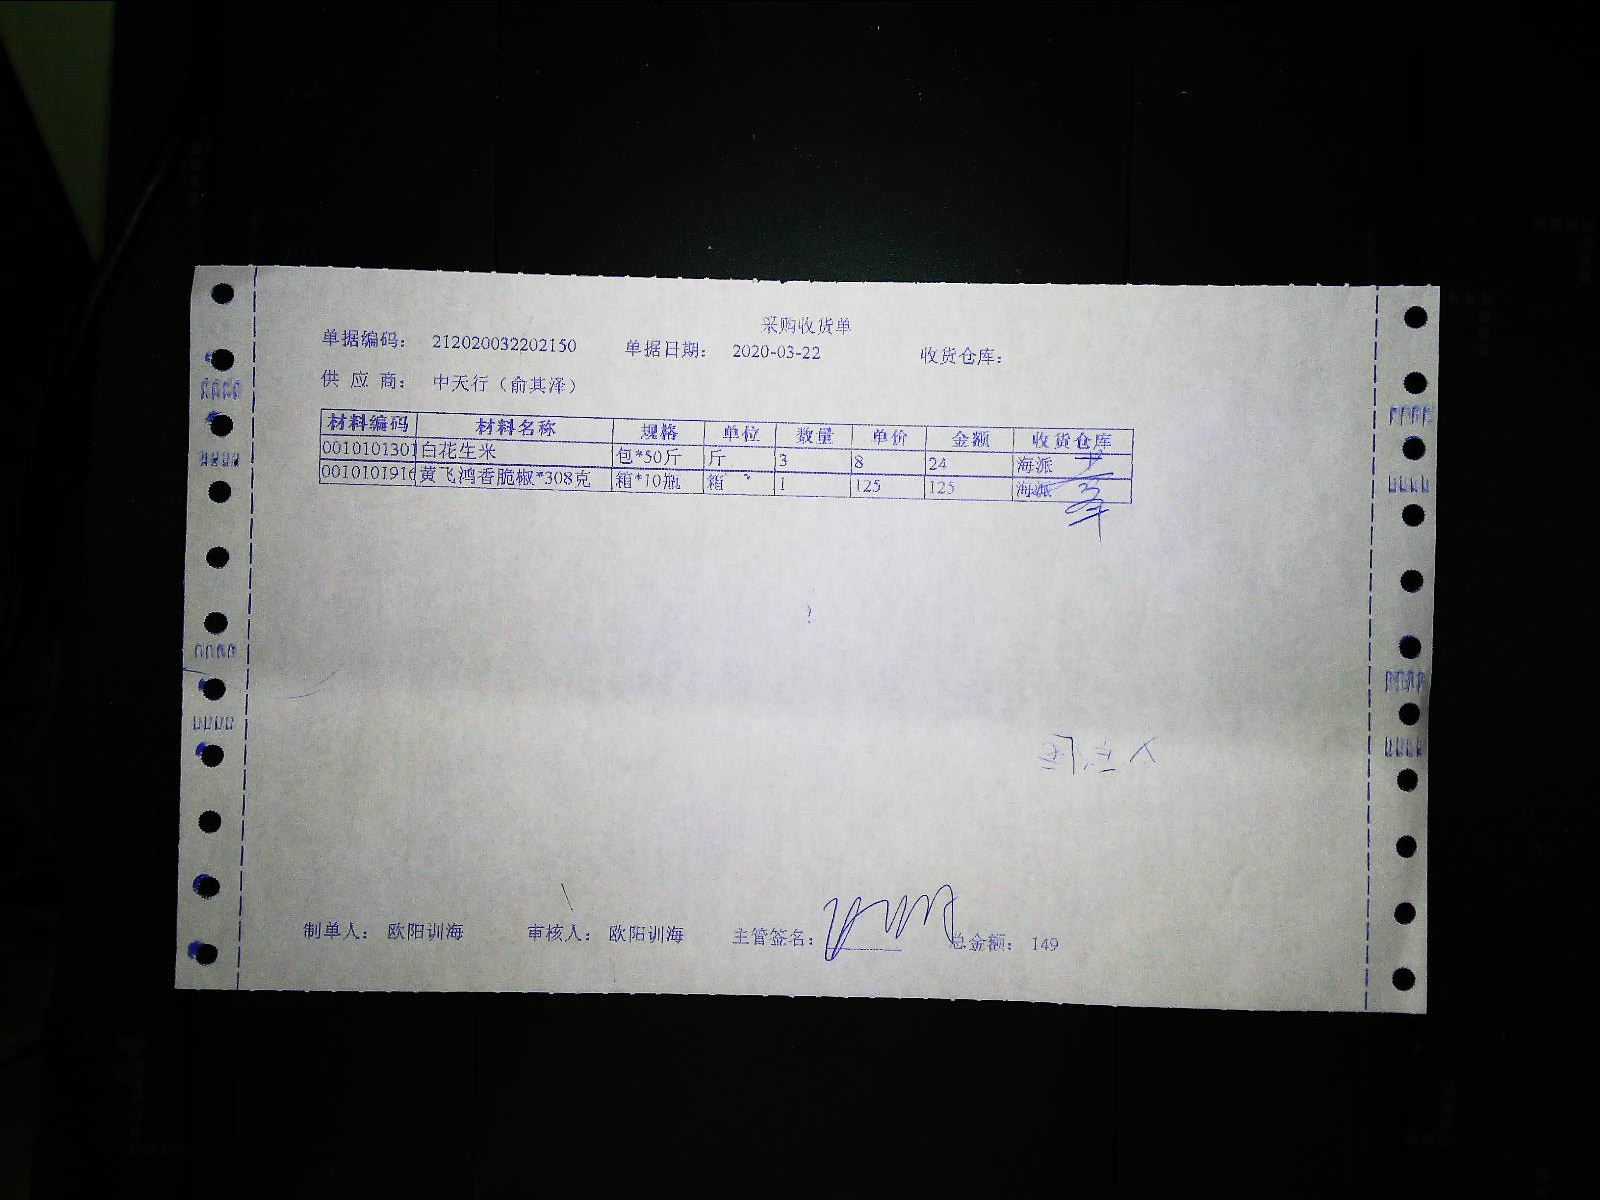 采购收货单
单据编码： 212020032202150 单据日期： 2020-03-22 收货仓库：
供 应 商： 中天行（俞其泽）
材料编码 材料名称 规格 单位 数量 单价 金额 收货仓库
0010101301 白花生米 包*50斤 斤 3 8 24 海派
0010101916 黄飞鸿香脆椒*308克 箱*10瓶 箱 1 125 125 海派
制单人： 欧阳训海 审核人： 欧阳训海 主管签名： 总金额： 149